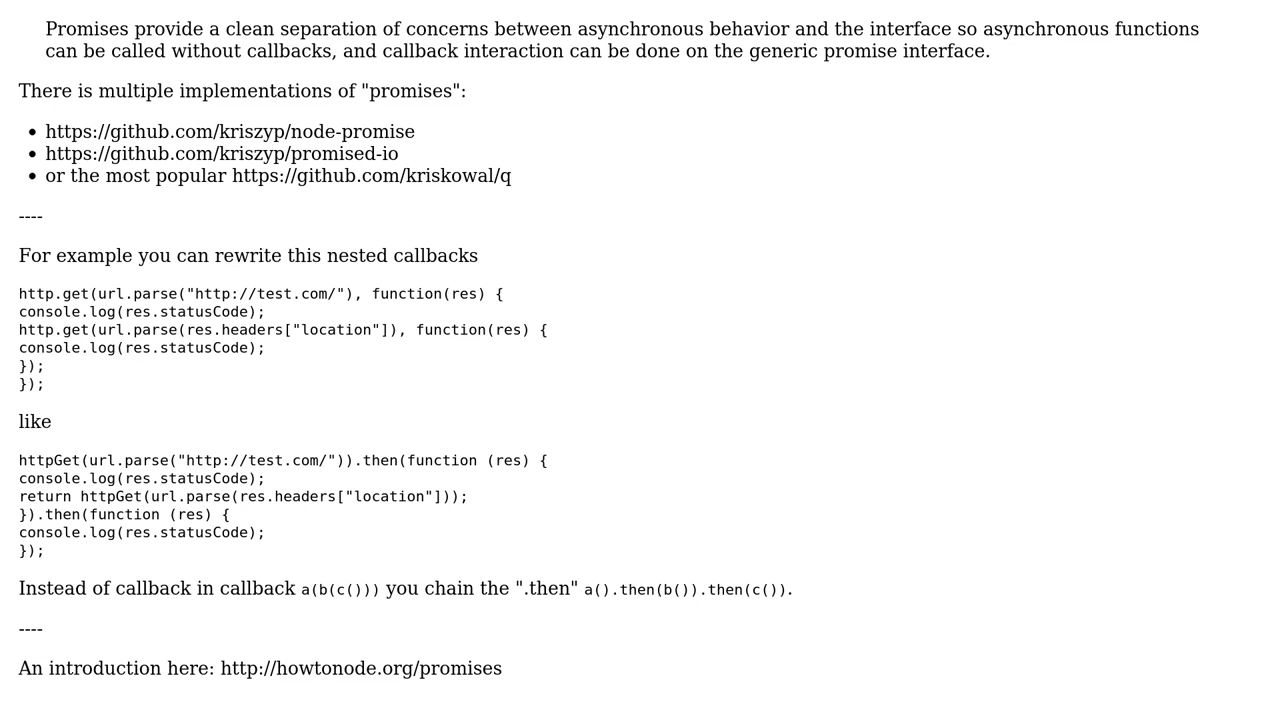 Promises provide a clean separation of concerns between asynchronous behavior and the interface so asynchronous functions
can be called without callbacks, and callback interaction can be done on the generic promise interface.
There is multiple implementations of "promises":
• https://github.com/kriszyp/node-promise
• https://github.com/kriszyp/promised-io
• or the most popular https://github.com/kriskowal/q
----
For example you can rewrite this nested callbacks
http.get(url.parse("http://test.com/"), function(res) {
console.log(res.statusCode);
http.get(url.parse(res.headers["location"]), function(res) {
console.log(res.statusCode);
});
});
like
httpGet(url.parse("http://test.com/")).then(function (res) {
console.log(res.statusCode);
return httpGet(url.parse(res.headers["location"]));
}).then(function (res) {
console.log(res.statusCode);
});
Instead of callback in callback a(b(c())) you chain the ".then" a().then(b()).then(c()).
----
An introduction here: http://howtonode.org/promises